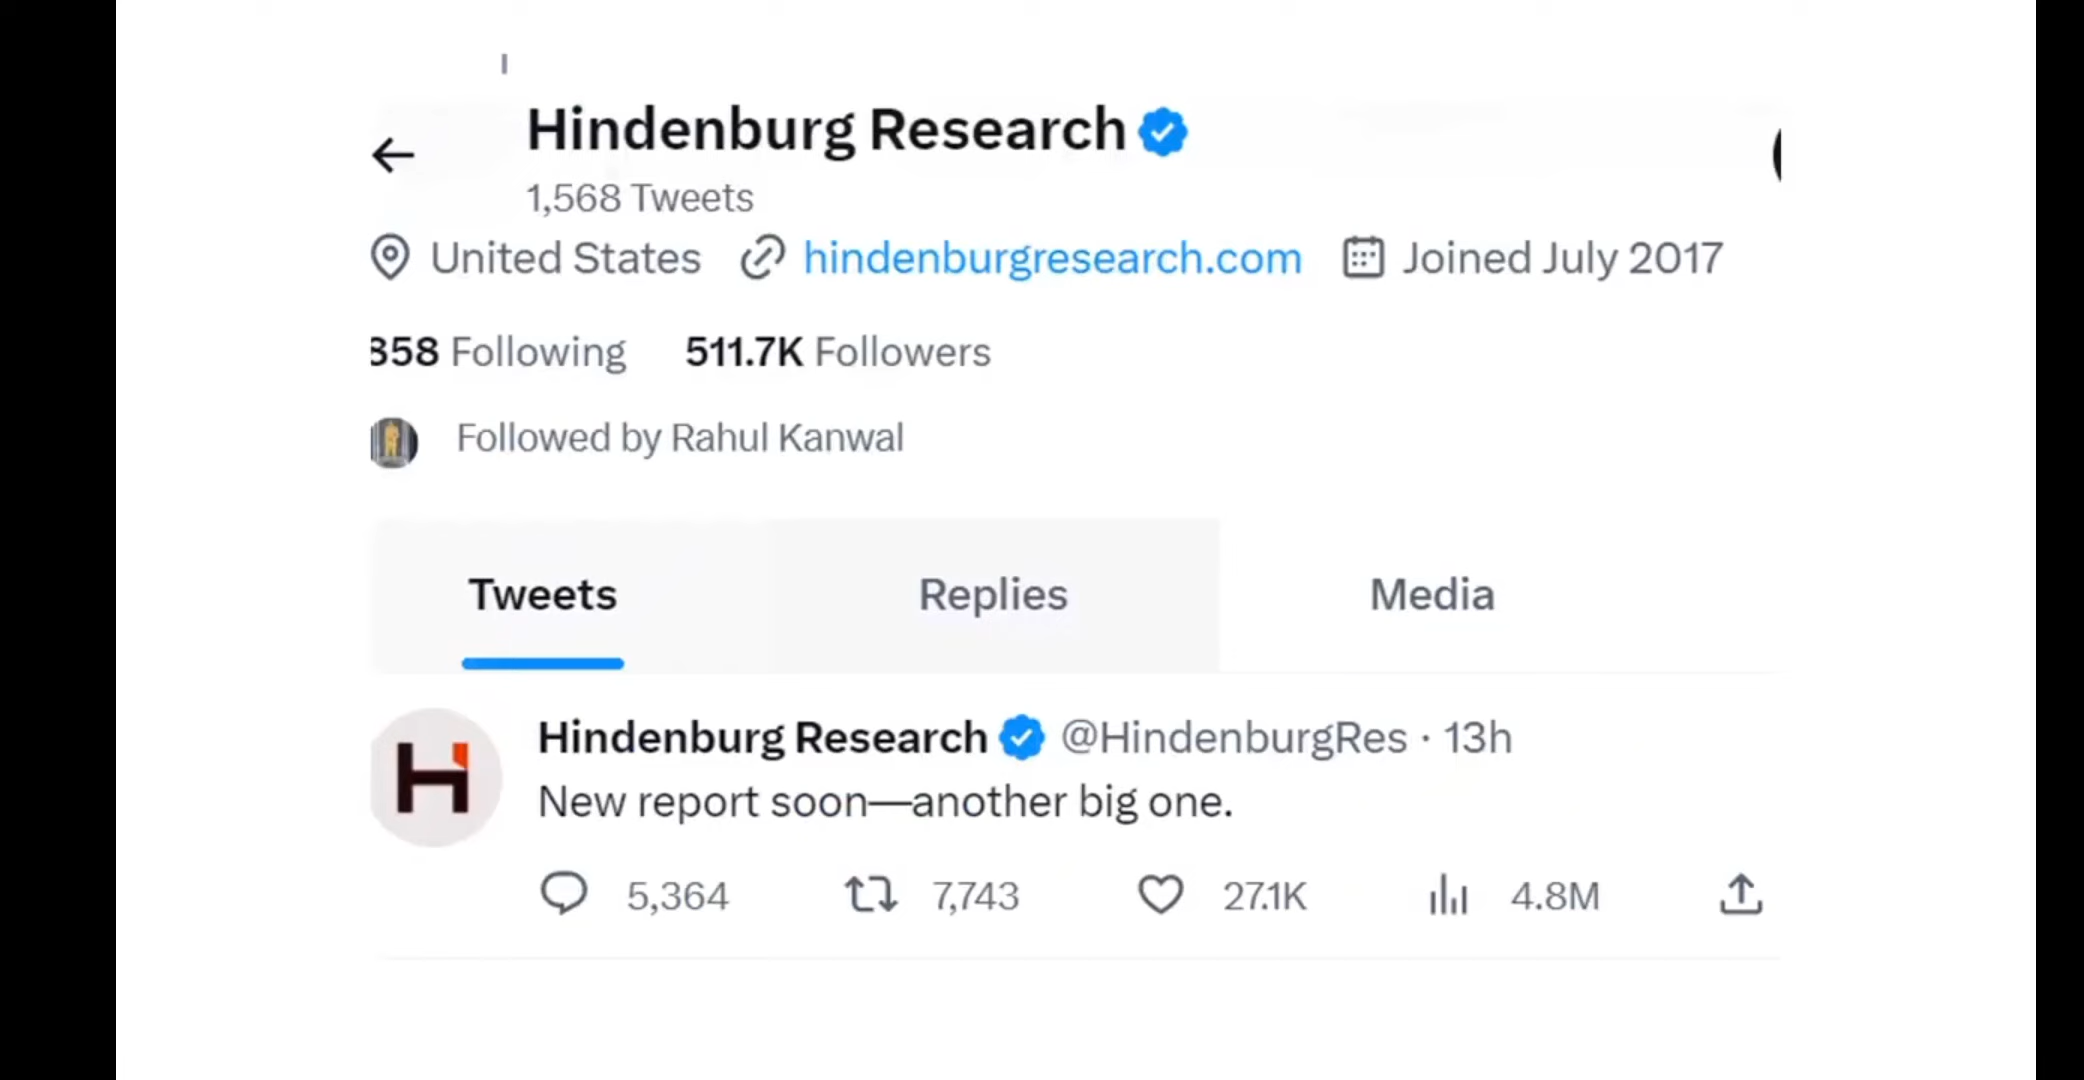 Hindenburg Research
1,568 Tweets
United States hindenburgresearch.com Joined July 2017
358 Following 511.7K Followers
Followed by Rahul Kanwal
Tweets Replies Media
Hindenburg Research @HindenburgRes · 13h
New report soon—another big one.
5,364 7,743 27.1K 4.8M